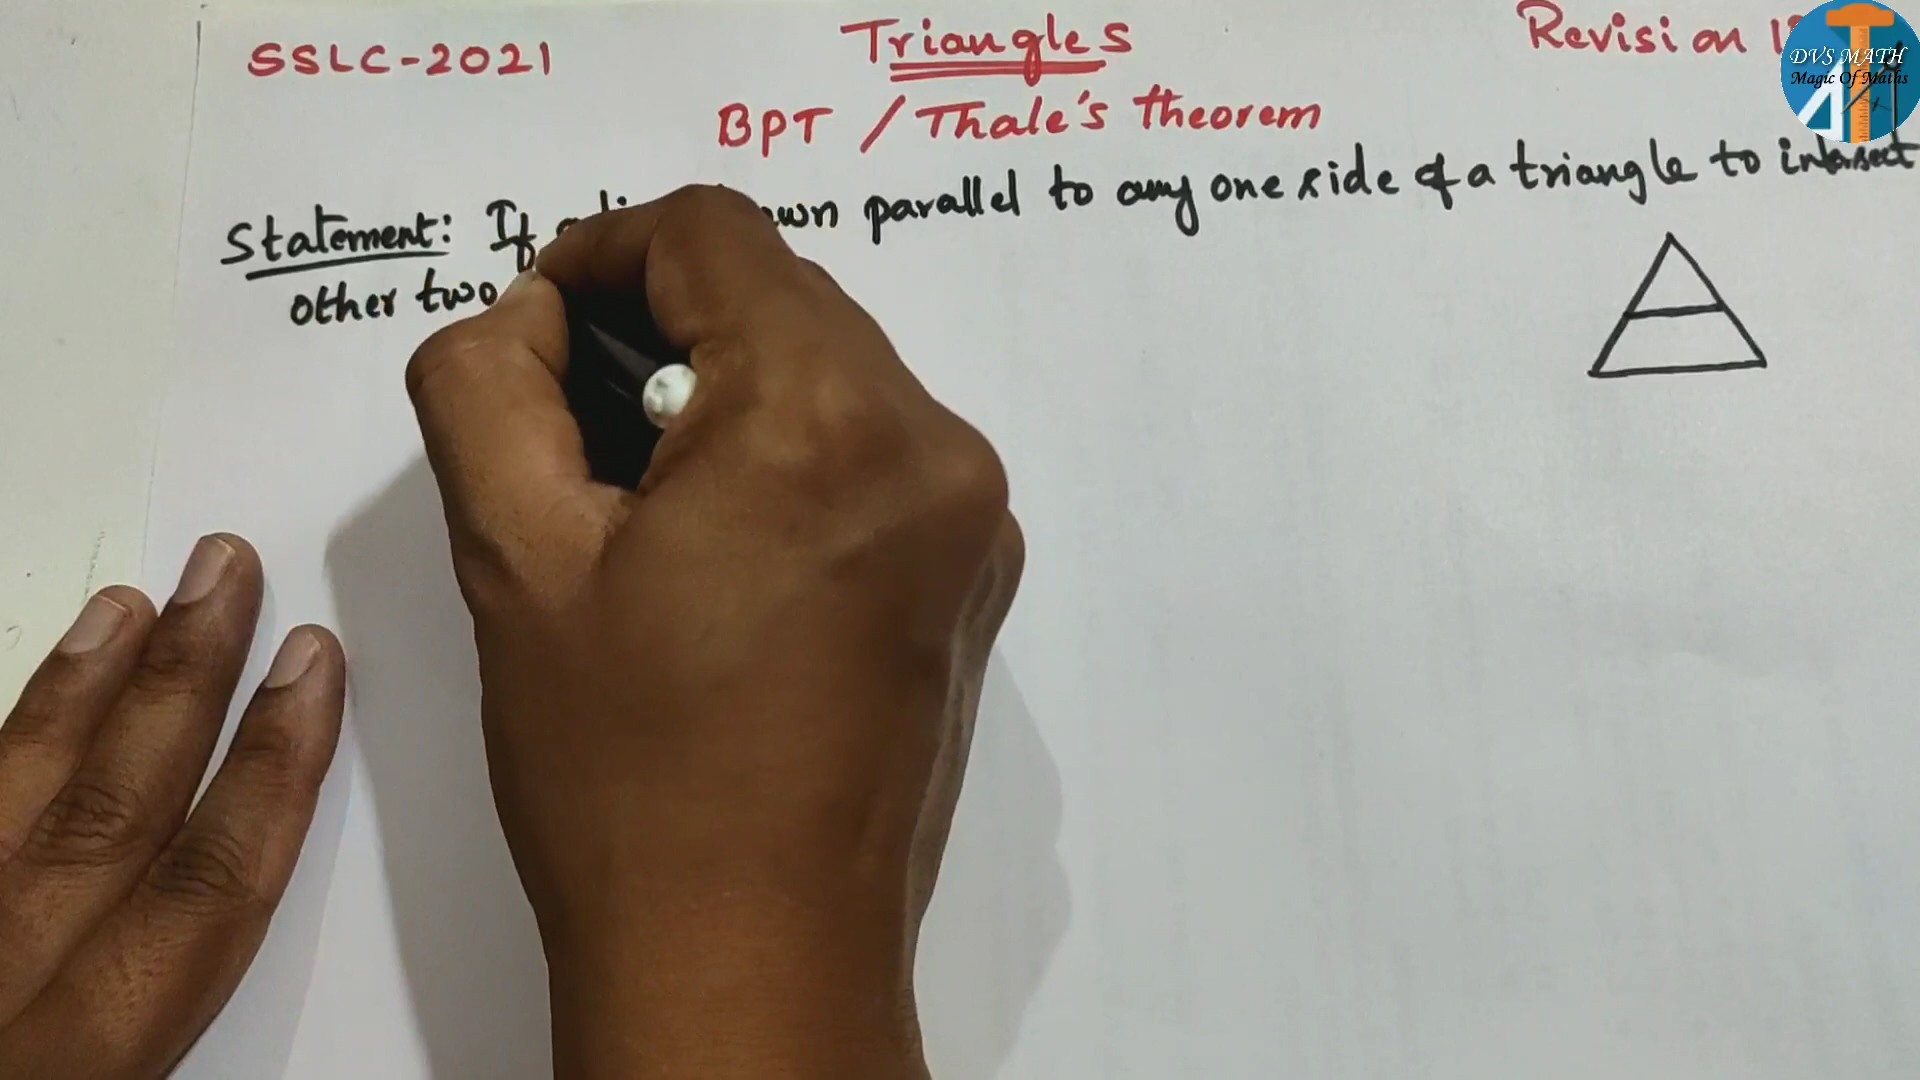 SSLC-2021
Triangles
Revision
BPT / Thale's theorem
Statement: If parallel to any one side of a triangle to intersect
other two
DVS MATH
Magic Of Maths